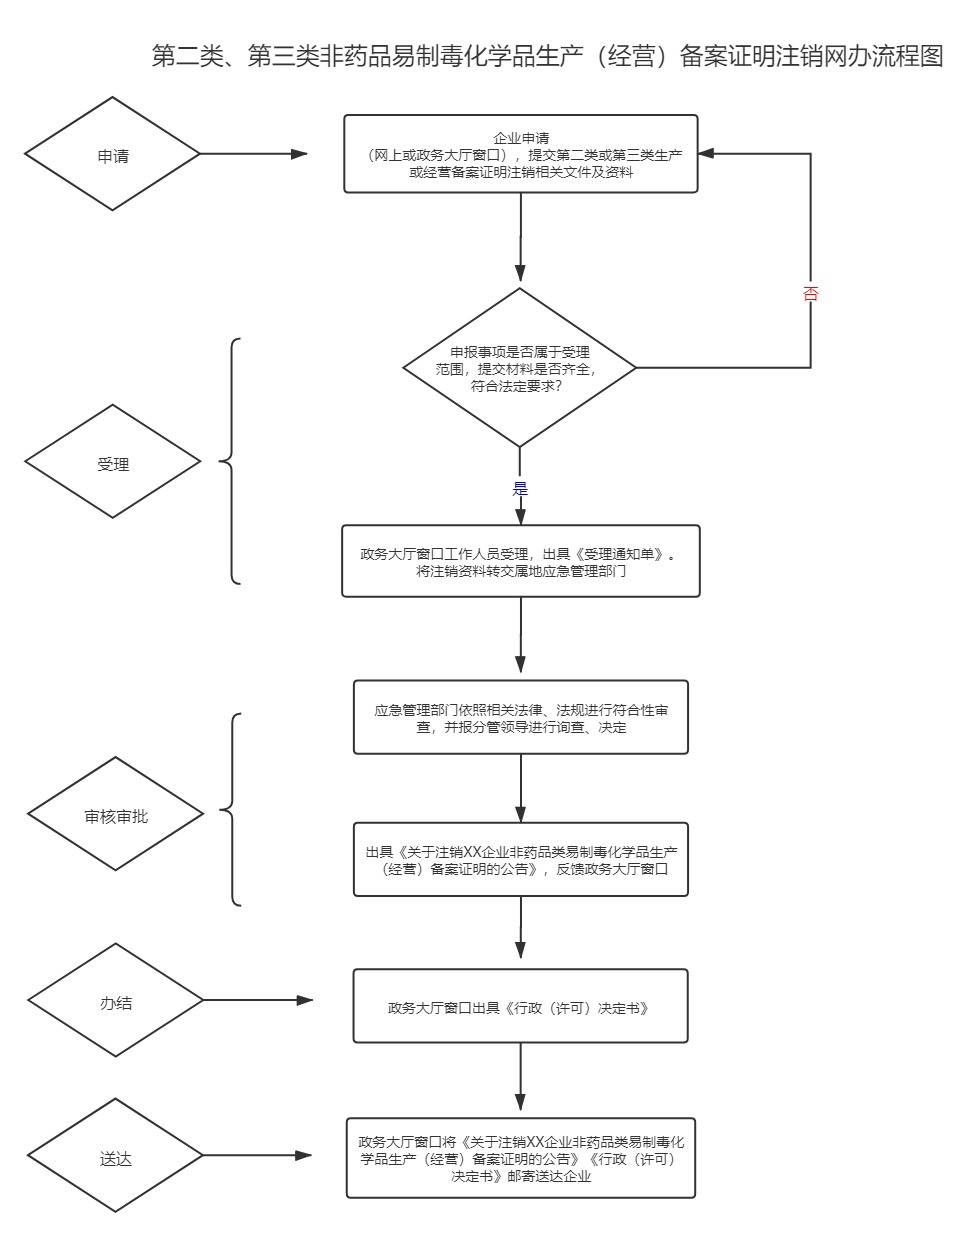 第二类、第三类非药品易制毒化学品生产（经营）备案证明注销网办流程图
申请
企业申请
（网上或政务大厅窗口），提交第二类或第三类生产
或经营备案证明注销相关文件及资料
否
申报事项是否属于受理
范围，提交材料是否齐全，
符合法定要求？
受理
是
政务大厅窗口工作人员受理，出具《受理通知单》。
将注销资料转交属地应急管理部门
应急管理部门依照相关法律、法规进行符合性审
查，并报分管领导进行询查、决定
审核审批
出具《关于注销XX企业非药品类易制毒化学品生产
（经营）备案证明的公告》，反馈政务大厅窗口
办结
政务大厅窗口出具《行政（许可）决定书》
送达
政务大厅窗口将《关于注销XX企业非药品类易制毒化
学品生产（经营）备案证明的公告》《行政（许可）
决定书》邮寄送达企业